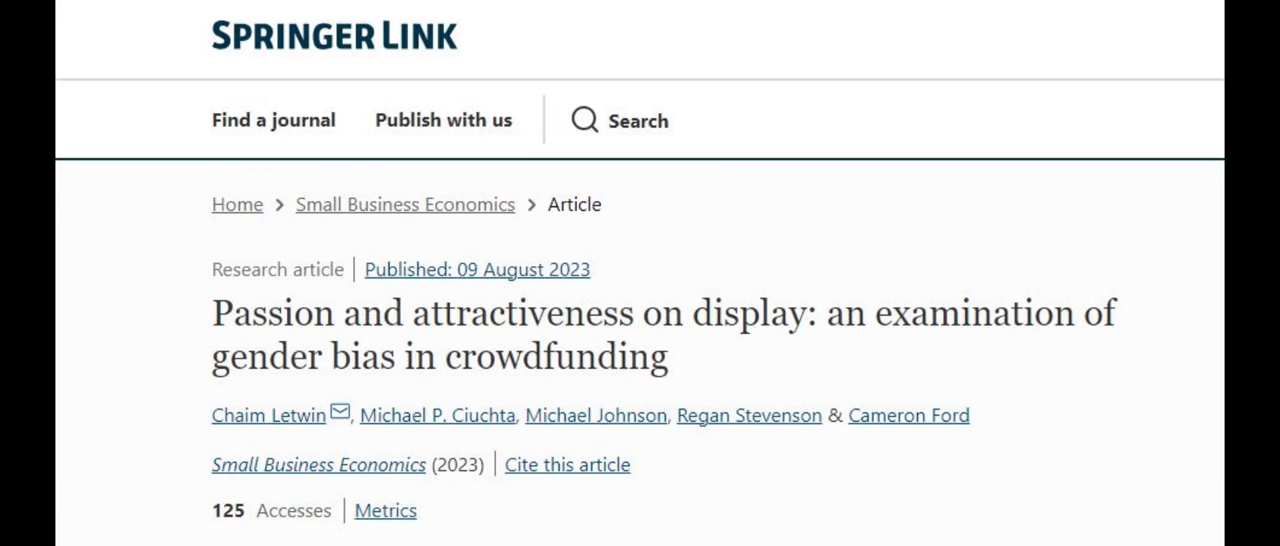 SPRINGER LINK
Find a journal Publish with us Search
Home > Small Business Economics > Article
Research article | Published: 09 August 2023
Passion and attractiveness on display: an examination of
gender bias in crowdfunding
Chaim Letwin, Michael P. Ciuchta, Michael Johnson, Regan Stevenson & Cameron Ford
Small Business Economics (2023) | Cite this article
125 Accesses | Metrics